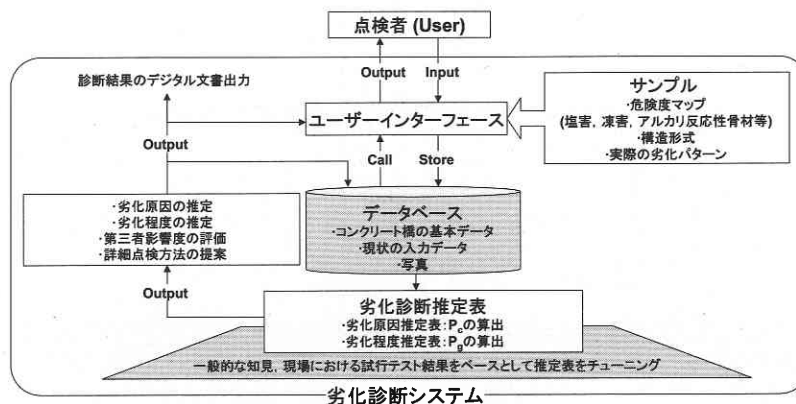 点検者 (User)
Output
Input
診断結果のデジタル文書出力
サンプル
・危険度マップ
(塩害, 凍害, アルカリ反応性骨材等)
・構造形式
・実際の劣化パターン
ユーザーインターフェース
Output
Call
Store
・劣化原因の推定
・劣化程度の推定
・第三者影響度の評価
・詳細点検方法の提案
データベース
・コンクリート橋の基本データ
・現状の入力データ
・写真
Output
劣化診断推定表
・劣化原因推定表：Pcの算出
・劣化程度推定表：Pgの算出
一般的な知見, 現場における試行テスト結果をベースとして推定表をチューニング
劣化診断システム